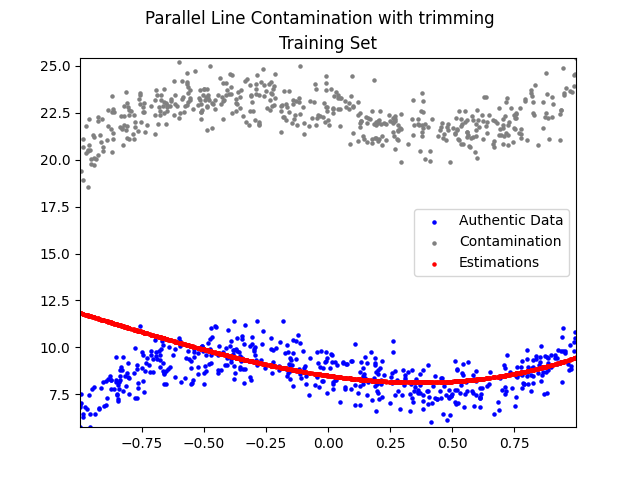 Parallel Line Contamination with trimming
Training Set
25.0
22.5
20.0
17.5
15.0
12.5
10.0
7.5
Authentic Data
Contamination
Estimations
−0.75 −0.50 −0.25 0.00 0.25 0.50 0.75